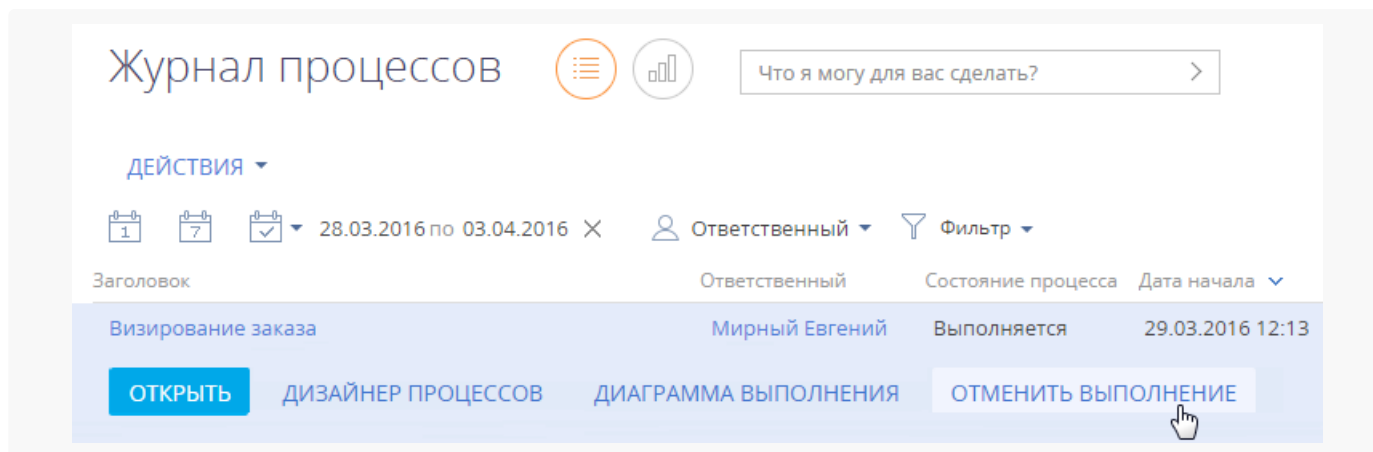 Журнал процессов
Что я могу для вас сделать?
ДЕЙСТВИЯ
1 7 28.03.2016 по 03.04.2016 Ответственный Фильтр
Заголовок Ответственный Состояние процесса Дата начала
Визирование заказа Мирный Евгений Выполняется 29.03.2016 12:13
ОТКРЫТЬ ДИЗАЙНЕР ПРОЦЕССОВ ДИАГРАММА ВЫПОЛНЕНИЯ ОТМЕНИТЬ ВЫПОЛНЕНИЕ